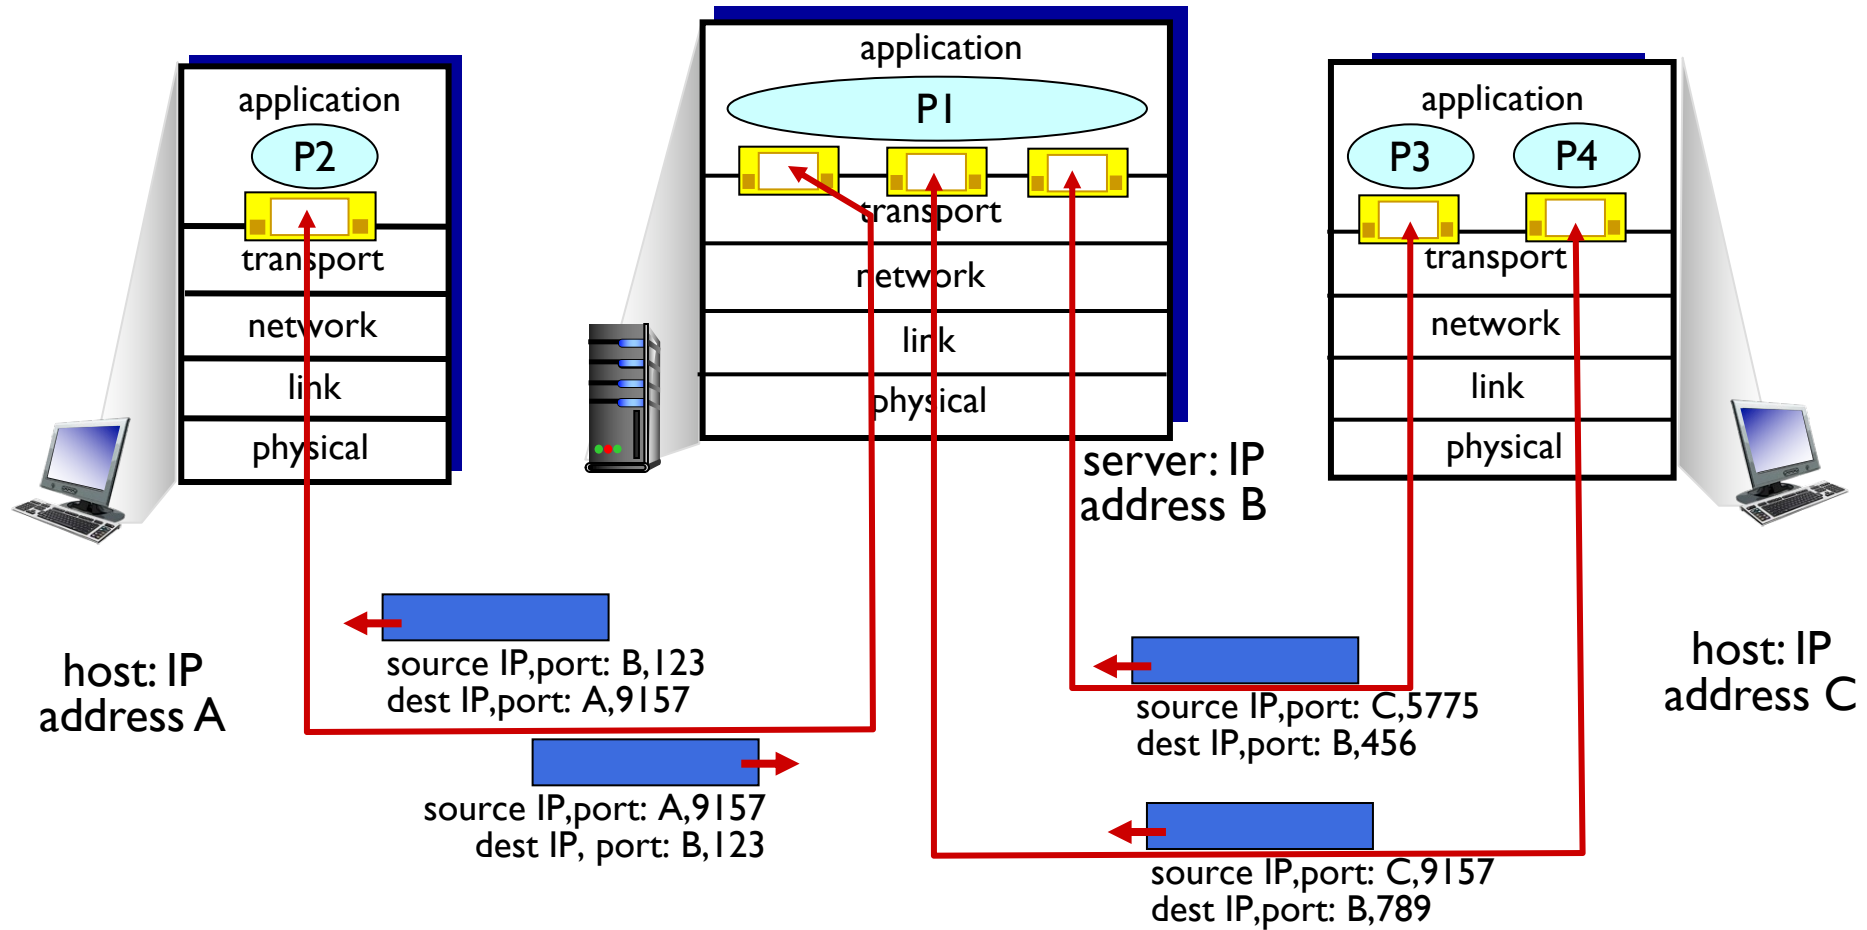 application
P2
transport
network
link
physical
host: IP
address A
application
P1
transport
network
link
physical
server: IP
address B
application
P3
P4
transport
network
link
physical
host: IP
address C
source IP,port: B,123
dest IP,port: A,9157
source IP,port: A,9157
dest IP, port: B,123
source IP,port: C,5775
dest IP,port: B,456
source IP,port: C,9157
dest IP,port: B,789